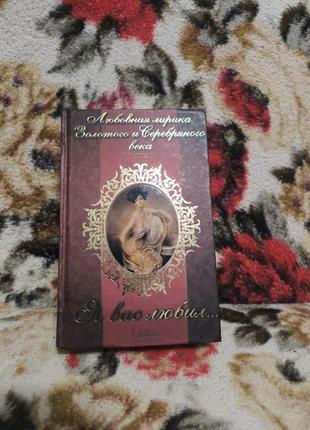 Любовная лирика
Золотого и Серебряного
века
Я вас любил...